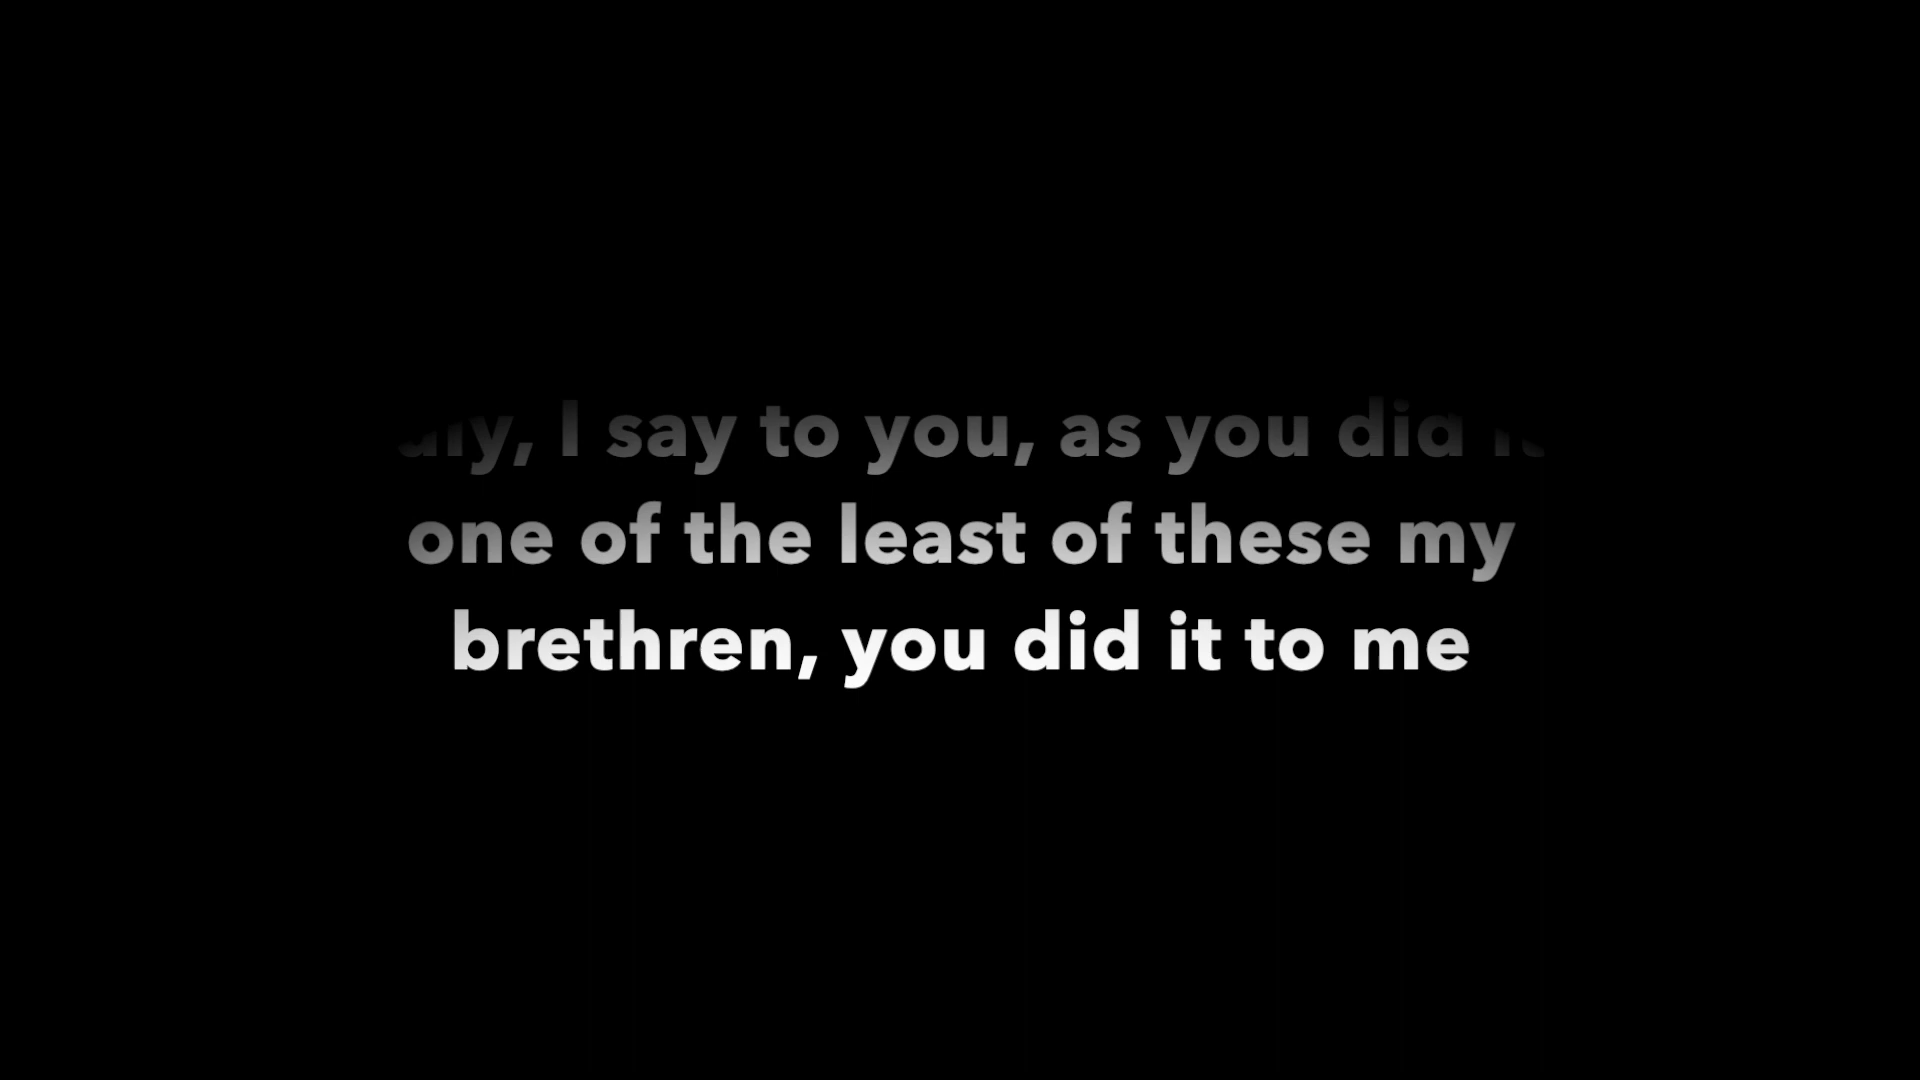 I say to you, as you did it
one of the least of these my
brethren, you did it to me